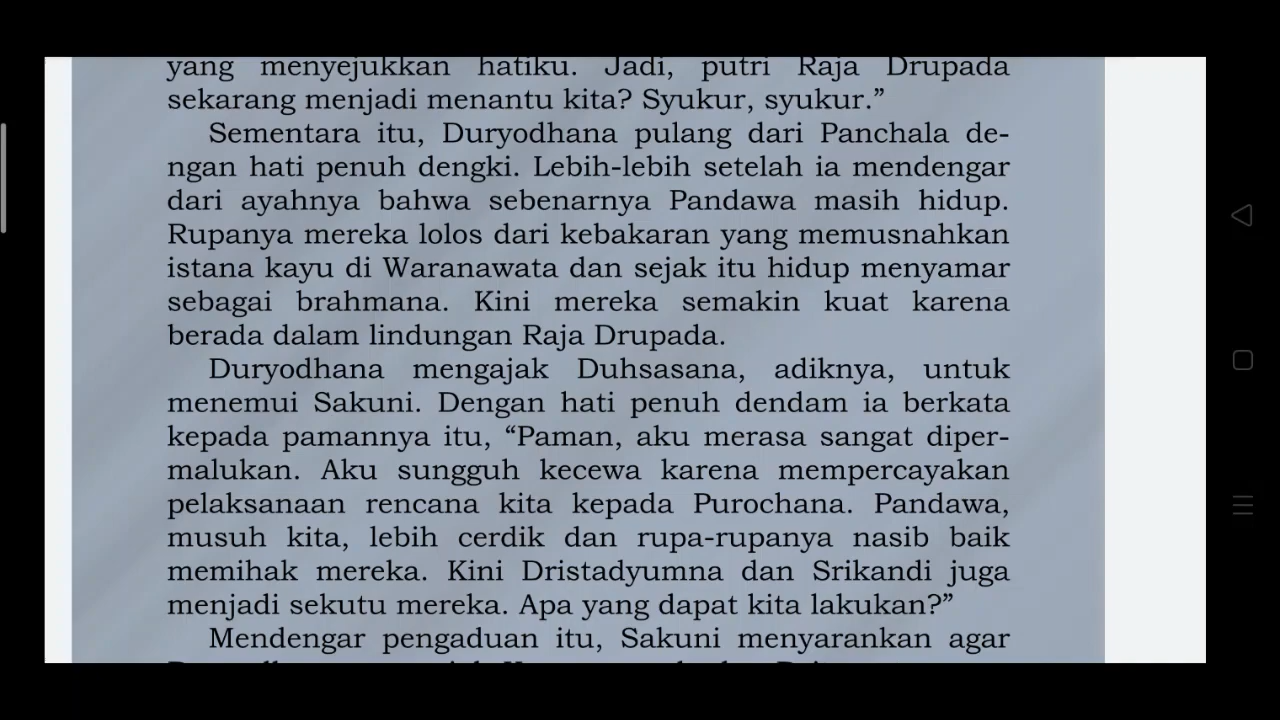 yang menyejukkan hatiku. Jadi, putri Raja Drupada
sekarang menjadi menantu kita? Syukur, syukur.”
Sementara itu, Duryodhana pulang dari Panchala de-
ngan hati penuh dengki. Lebih-lebih setelah ia mendengar
dari ayahnya bahwa sebenarnya Pandawa masih hidup.
Rupanya mereka lolos dari kebakaran yang memusnahkan
istana kayu di Waranawata dan sejak itu hidup menyamar
sebagai brahmana. Kini mereka semakin kuat karena
berada dalam lindungan Raja Drupada.
Duryodhana mengajak Duhsasana, adiknya, untuk
menemui Sakuni. Dengan hati penuh dendam ia berkata
kepada pamannya itu, “Paman, aku merasa sangat diper-
malukan. Aku sungguh kecewa karena mempercayakan
pelaksanaan rencana kita kepada Purochana. Pandawa,
musuh kita, lebih cerdik dan rupa-rupanya nasib baik
memihak mereka. Kini Dristadyumna dan Srikandi juga
menjadi sekutu mereka. Apa yang dapat kita lakukan?”
Mendengar pengaduan itu, Sakuni menyarankan agar